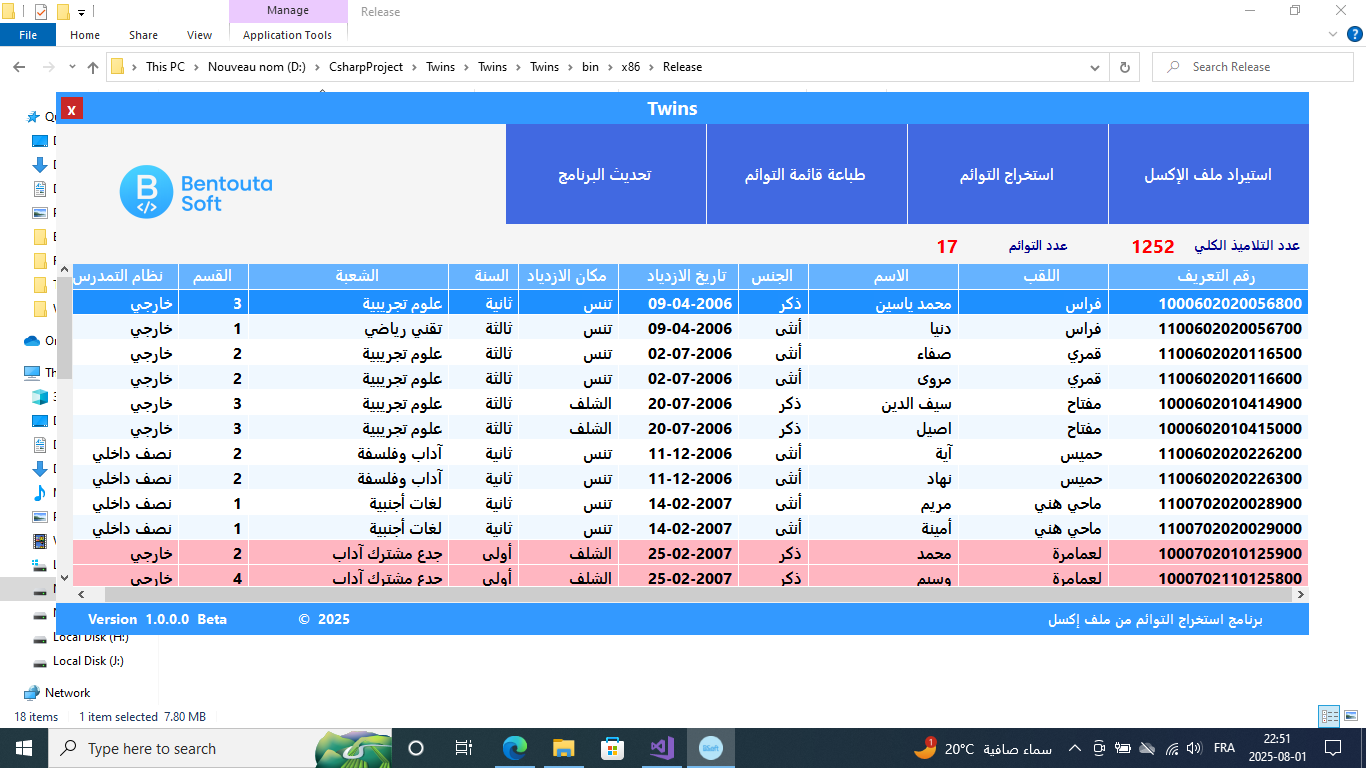 Manage
Release
File
Home
Share
View
Application Tools
This PC > Nouveau nom (D:) > CsharpProject > Twins > Twins > Twins > bin > x86 > Release
Search Release
x
Twins
Bentouta
Soft
استيراد ملف الإكسل
استخراج التوائم
طباعة قائمة التوائم
تحديث البرنامج
عدد التلاميذ الكلي 1252 عدد التوائم 17
رقم التعريف اللقب الاسم الجنس تاريخ الازدياد مكان الازدياد السنة الشعبة القسم نظام التمدرس
1000602020056800 فراس محمد ياسين ذكر 09-04-2006 تنس ثانية علوم تجريبية 3 خارجي
1100602020056700 فراس دنيا أنثى 09-04-2006 تنس ثالثة تقني رياضي 1 خارجي
1100602020116500 قمري صفاء أنثى 02-07-2006 تنس ثالثة علوم تجريبية 2 خارجي
1100602020116600 قمري مروى أنثى 02-07-2006 تنس ثالثة علوم تجريبية 2 خارجي
1000602010414900 مفتاح سيف الدين ذكر 20-07-2006 الشلف ثالثة علوم تجريبية 3 خارجي
1000602010415000 مفتاح اصيل ذكر 20-07-2006 الشلف ثالثة علوم تجريبية 3 خارجي
1100602020226200 حميس آية أنثى 11-12-2006 تنس ثانية آداب وفلسفة 2 نصف داخلي
1100602020226300 حميس نهاد أنثى 11-12-2006 تنس ثانية آداب وفلسفة 2 نصف داخلي
1100702020028900 ماحي هني مريم أنثى 14-02-2007 تنس ثانية لغات أجنبية 1 نصف داخلي
1100702020029000 ماحي هني أمينة أنثى 14-02-2007 تنس ثانية لغات أجنبية 1 نصف داخلي
1000702010125900 لعمامرة محمد ذكر 25-02-2007 الشلف أولى جدع مشترك آداب 2 خارجي
1000702110125800 لعمامرة وسيم ذكر 25-02-2007 الشلف أولى جدع مشترك آداب 4 خارجي
Version 1.0.0.0 Beta
© 2025
برنامج استخراج التوائم من ملف إكسل
Local Disk (H:)
Local Disk (J:)
Network
18 items
1 item selected 7.80 MB
Type here to search
20°C سماء صافية
FRA
22:51
2025-08-01